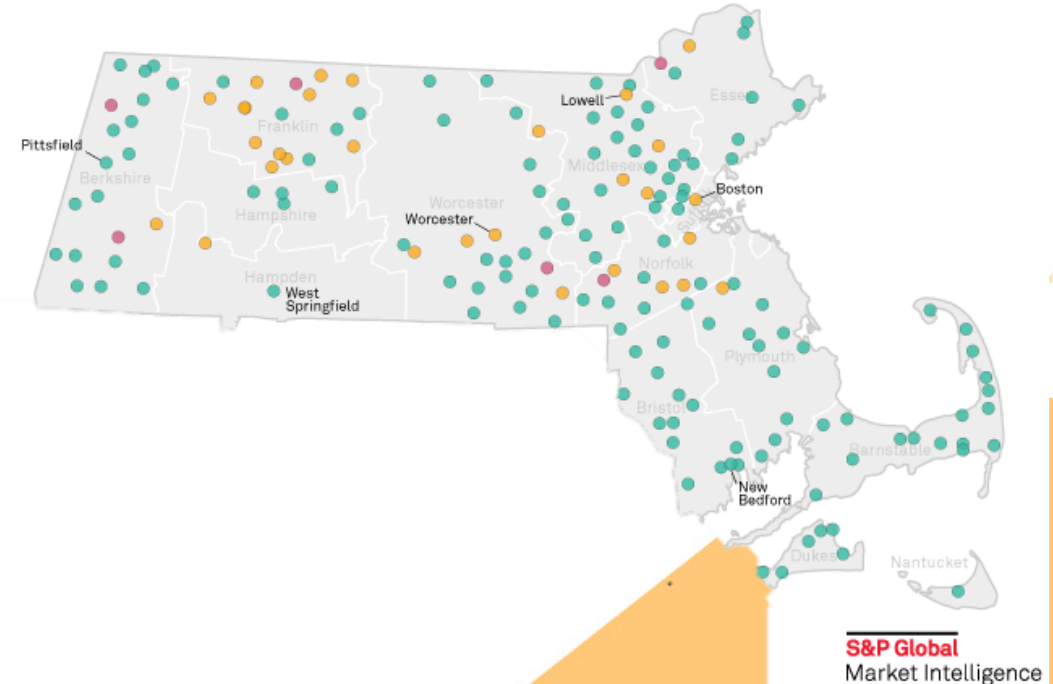 Lowell
Essex
Franklin
Pittsfield
Middlesex
Berkshire
Boston
Worcester
Hampshire
Worcester
Norfolk
Hampden
West
Springfield
Plymouth
Bristol
Barnstable
New
Bedford
Dukes
Nantucket
S&P Global
Market Intelligence